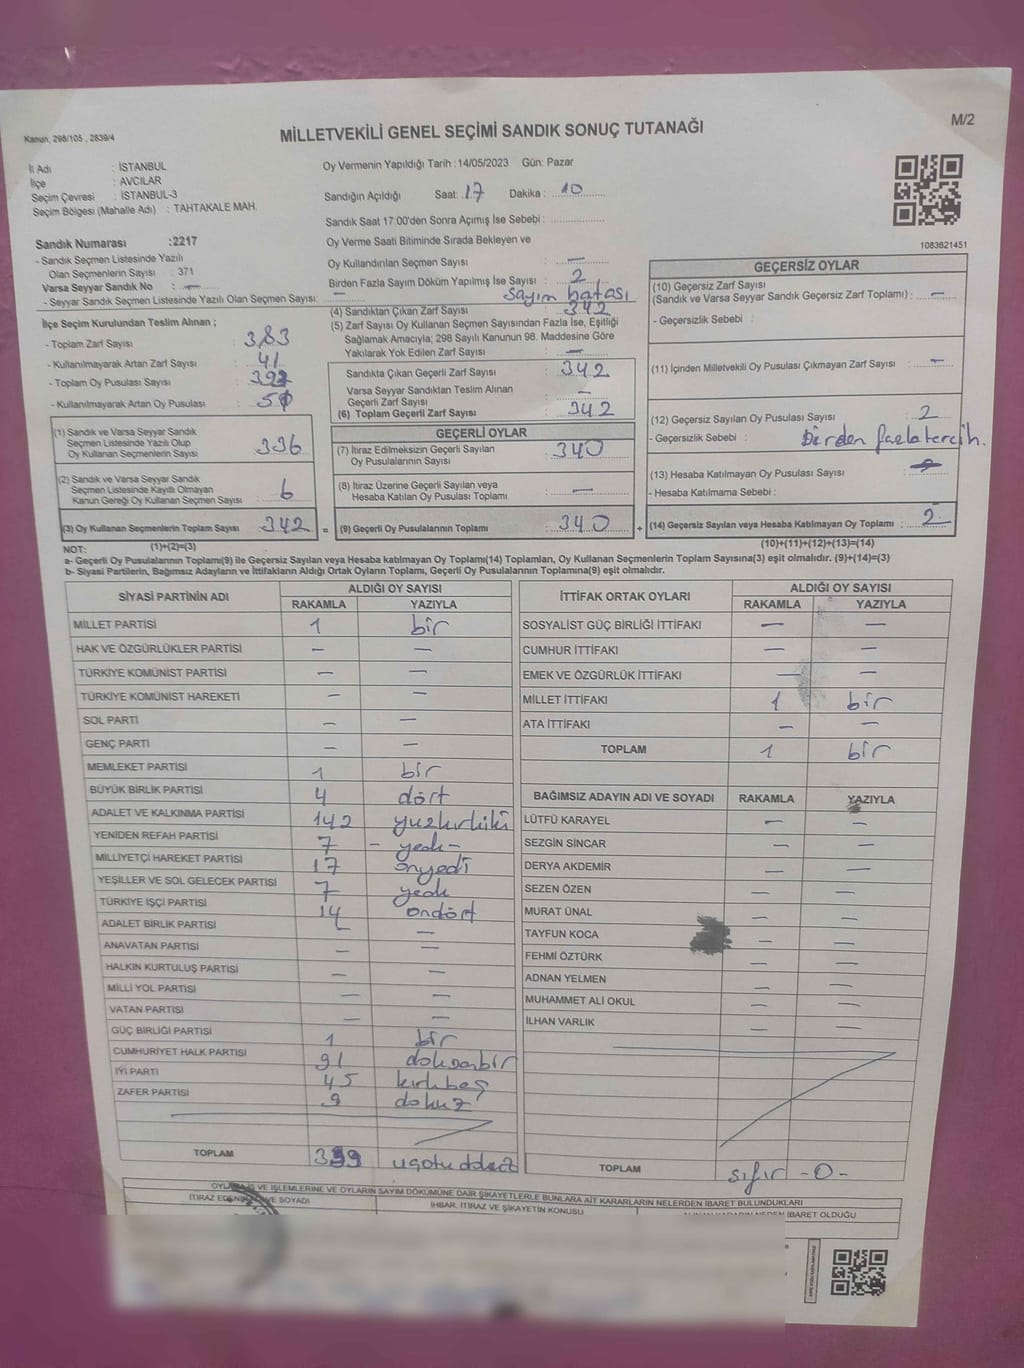 Kanun: 298/105 , 2839/4
MİLLETVEKİLİ GENEL SEÇİMİ SANDIK SONUÇ TUTANAĞI
M/2
İl Adı : İSTANBUL
İlçe : AVCILAR
Seçim Çevresi : İSTANBUL-3
Seçim Bölgesi (Mahalle Adı) : TAHTAKALE MAH.
Oy Vermenin Yapıldığı Tarih :14/05/2023 Gün: Pazar
Sandığın Açıldığı Saat: 17 Dakika : 10
Sandık Saat 17:00'den Sonra Açımış İse Sebebi :
Sandık Numarası :2217
- Sandık Seçmen Listesinde Yazılı
Olan Seçmenlerin Sayısı : 371
Varsa Seyyar Sandık No : —
- Seyyar Sandık Seçmen Listesinde Yazılı Olan Seçmen Sayısı: —
Oy Verme Saati Bitiminde Sırada Bekleyen ve
Oy Kullandırılan Seçmen Sayısı : —
Birden Fazla Sayım Döküm Yapılmış İse Sayısı : 2
sayım hatası
1083621451
İlçe Seçim Kurulundan Teslim Alınan ;
- Toplam Zarf Sayısı : 383
- Kullanılmayarak Artan Zarf Sayısı : 41
- Toplam Oy Pusulası Sayısı :
- Kullanılmayarak Artan Oy Pusulası :
(1) Sandık ve Varsa Seyyar Sandık
Seçmen Listesinde Yazılı Olup
Oy Kullanan Seçmenlerin Sayısı : 336
(2) Sandık ve Varsa Seyyar Sandık
Seçmen Listesinde Kayıtlı Olmayan
Kanun Gereği Oy Kullanan Seçmen Sayısı : 6
(3) Oy Kullanan Seçmenlerin Toplam Sayısı : 342 =
(4) Sandıktan Çıkan Zarf Sayısı : 342
(5) Zarf Sayısı Oy Kullanan Seçmen Sayısından Fazla İse, Eşitliği
Sağlamak Amacıyla; 298 Sayılı Kanunun 98. Maddesine Göre
Yakılarak Yok Edilen Zarf Sayısı : —
Sandıkta Çıkan Geçerli Zarf Sayısı : 342
Varsa Seyyar Sandıktan Teslim Alınan
Geçerli Zarf Sayısı : —
(6) Toplam Geçerli Zarf Sayısı : 342
GEÇERLİ OYLAR
(7) İtiraz Edilmeksizin Geçerli Sayılan
Oy Pusulalarının Sayısı : 340
(8) İtiraz Üzerine Geçerli Sayılan veya
Hesaba Katılan Oy Pusulası Toplamı : —
(9) Geçerli Oy Pusulalarının Toplamı : 340 +
GEÇERSİZ OYLAR
(10) Geçersiz Zarf Sayısı
(Sandık ve Varsa Seyyar Sandık Geçersiz Zarf Toplamı) : —
- Geçersizlik Sebebi :
(11) İçinden Milletvekili Oy Pusulası Çıkmayan Zarf Sayısı : —
(12) Geçersiz Sayılan Oy Pusulası Sayısı : 2
- Geçersizlik Sebebi : Birden fazla tercih.
(13) Hesaba Katılmayan Oy Pusulası Sayısı : —
- Hesaba Katılmama Sebebi :
(14) Geçersiz Sayılan veya Hesaba Katılmayan Oy Toplamı : 2
NOT: (1)+(2)=(3)
(10)+(11)+(12)+(13)=(14)
a- Geçerli Oy Pusulalarının Toplamı(9) ile Geçersiz Sayılan veya Hesaba katılmayan Oy Toplamı(14) Toplamları, Oy Kullanan Seçmenlerin Toplam Sayısına(3) eşit olmalıdır. (9)+(14)=(3)
b- Siyasi Partilerin, Bağımsız Adayların ve İttifakların Aldığı Ortak Oyların Toplamı, Geçerli Oy Pusulalarının Toplamına(9) eşit olmalıdır.
SİYASİ PARTİNİN ADI ALDIĞI OY SAYISI
RAKAMLA YAZIYLA
MİLLET PARTİSİ 1 bir
HAK VE ÖZGÜRLÜKLER PARTİSİ — —
TÜRKİYE KOMÜNİST PARTİSİ — —
TÜRKİYE KOMÜNİST HAREKETİ — —
SOL PARTİ — —
GENÇ PARTİ — —
MEMLEKET PARTİSİ 1 bir
BÜYÜK BİRLİK PARTİSİ 4 dört
ADALET VE KALKINMA PARTİSİ 142 yüzkırkiki
YENİDEN REFAH PARTİSİ 7 - yedi -
MİLLİYETÇİ HAREKET PARTİSİ 17 onyedi
YEŞİLLER VE SOL GELECEK PARTİSİ 7 yedi
TÜRKİYE İŞÇİ PARTİSİ 14 ondört
ADALET BİRLİK PARTİSİ — —
ANAVATAN PARTİSİ — —
HALKIN KURTULUŞ PARTİSİ — —
MİLLİ YOL PARTİSİ — —
VATAN PARTİSİ — —
GÜÇ BİRLİĞİ PARTİSİ 1 bir
CUMHURİYET HALK PARTİSİ 91 doksanbir
İYİ PARTİ 45 kırkbeş
ZAFER PARTİSİ 9 dokuz
TOPLAM 339
İTTİFAK ORTAK OYLARI ALDIĞI OY SAYISI
RAKAMLA YAZIYLA
SOSYALİST GÜÇ BİRLİĞİ İTTİFAKI — —
CUMHUR İTTİFAKI — —
EMEK VE ÖZGÜRLÜK İTTİFAKI — —
MİLLET İTTİFAKI 1 bir
ATA İTTİFAKI — —
TOPLAM 1 bir
BAĞIMSIZ ADAYIN ADI VE SOYADI RAKAMLA YAZIYLA
LÜTFÜ KARAYEL — —
SEZGİN SİNCAR — —
DERYA AKDEMİR — —
SEZEN ÖZEN — —
MURAT ÜNAL — —
TAYFUN KOCA — —
FEHMİ ÖZTÜRK — —
ADNAN YELMEN — —
MUHAMMET ALİ OKUL — —
İLHAN VARLIK — —
TOPLAM sıfır -0-
OYLAMA İŞ VE İŞLEMLERİNE VE OYLARIN SAYIM DÖKÜMÜNE DAİR ŞİKAYETLERLE BUNLARA AİT KARARLARIN NELERDEN İBARET BULUNDUKLARI
İTİRAZ EDENİN ADI VE SOYADI İHBAR, İTİRAZ VE ŞİKAYETİN KONUSU ALINAN KARARIN NEDEN İBARET OLDUĞU